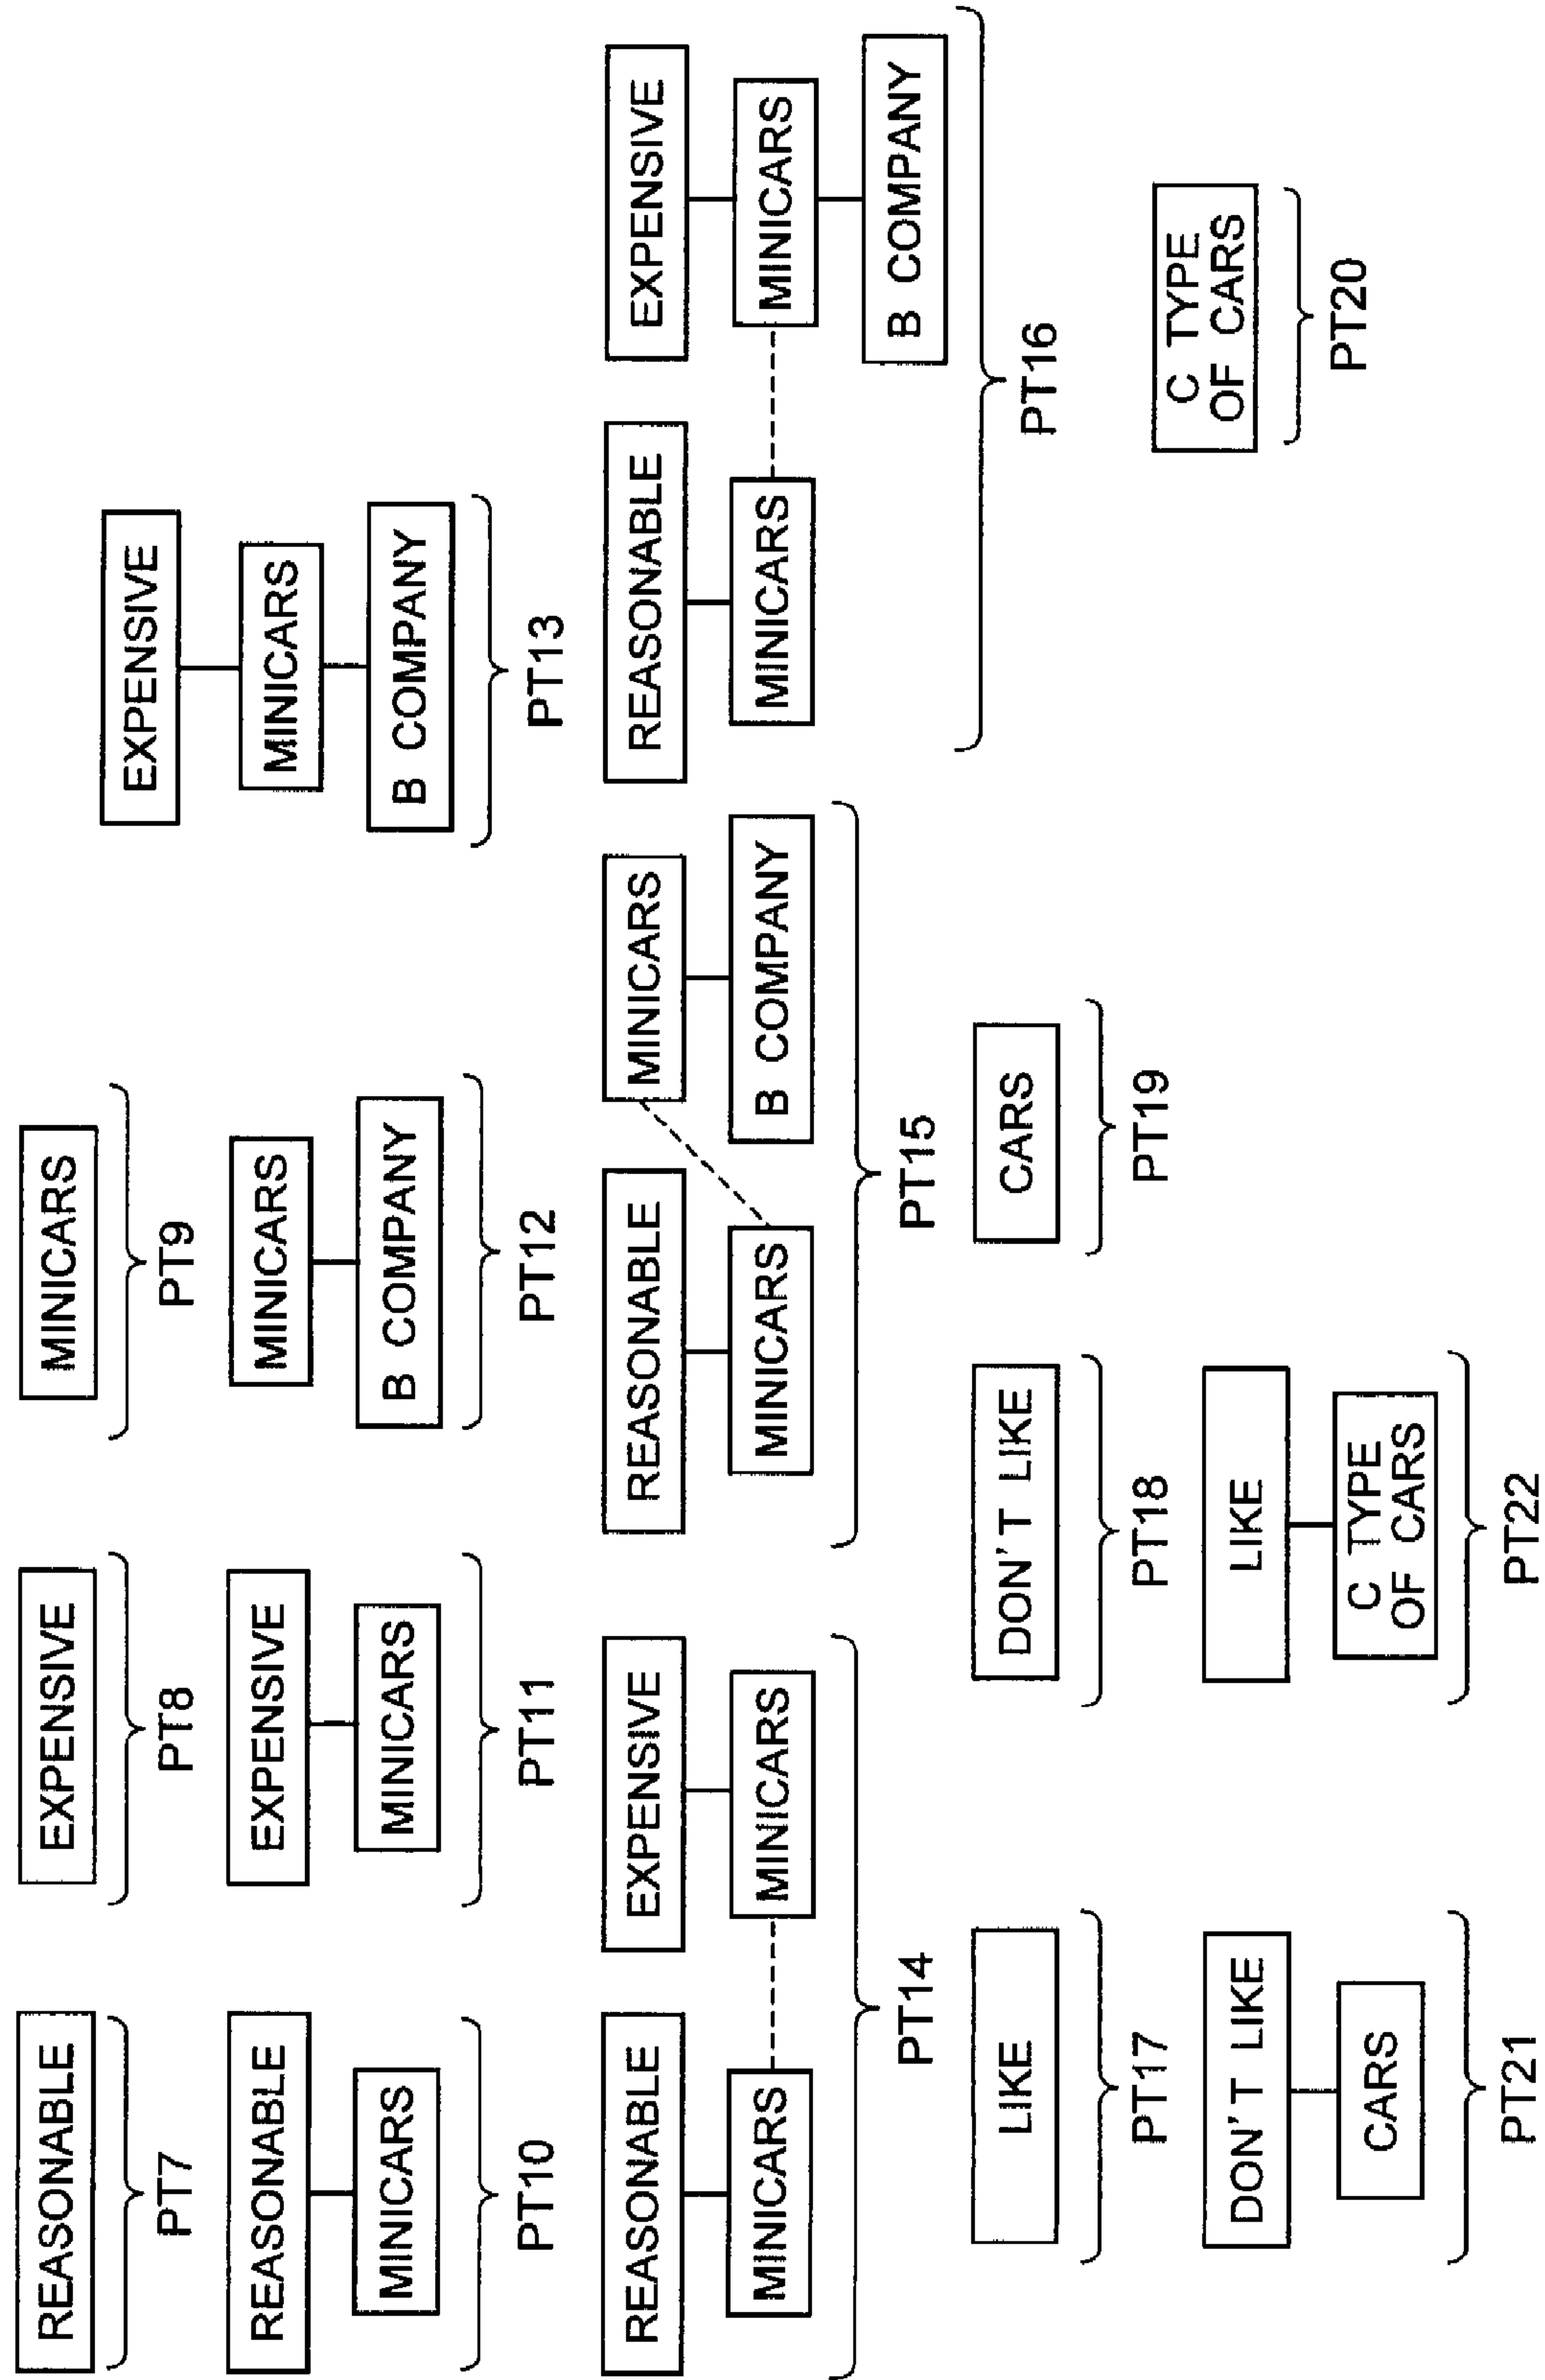 REASONABLE
PT7
EXPENSIVE
PT8
MINICARS
PT9
REASONABLE
MINICARS
PT10
EXPENSIVE
MINICARS
PT11
MINICARS
B COMPANY
PT12
EXPENSIVE
MINICARS
B COMPANY
PT13
REASONABLE
MINICARS
EXPENSIVE
MINICARS
PT14
REASONABLE
MINICARS
MINICARS
B COMPANY
PT15
REASONABLE
MINICARS
EXPENSIVE
MINICARS
B COMPANY
PT16
LIKE
PT17
DON'T LIKE
PT18
CARS
PT19
C TYPE
OF CARS
PT20
DON'T LIKE
CARS
PT21
LIKE
C TYPE
OF CARS
PT22